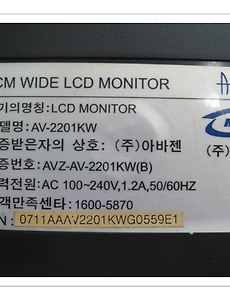 CM WIDE LCD MONITOR
기의명칭:LCD MONITOR
델명: AV-2201KW
증받은자의 상호: (주)아바젠
증번호: AVZ-AV-2201KW(B)
(주)
력전원:AC 100~240V,1.2A,50/60HZ
객만족센타:1600-5870
N : 0711AAAV2201KWG0559E1